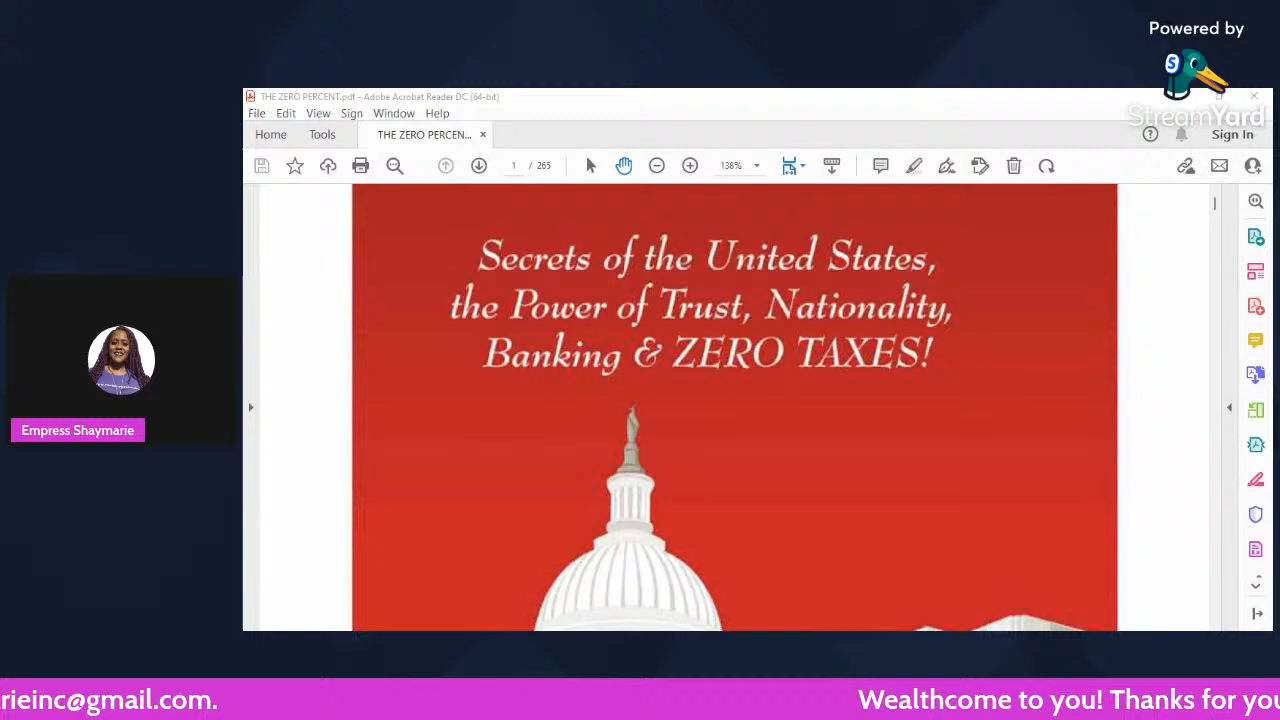 Powered by
StreamYard
THE ZERO PERCENT.pdf - Adobe Acrobat Reader DC (64-bit)
File Edit View Sign Window Help
Home Tools THE ZERO PERCEN... ×
Sign In
1 / 265 138%
Secrets of the United States,
the Power of Trust, Nationality,
Banking & ZERO TAXES!
Empress Shaymarie
rieinc@gmail.com. Wealthcome to you! Thanks for you